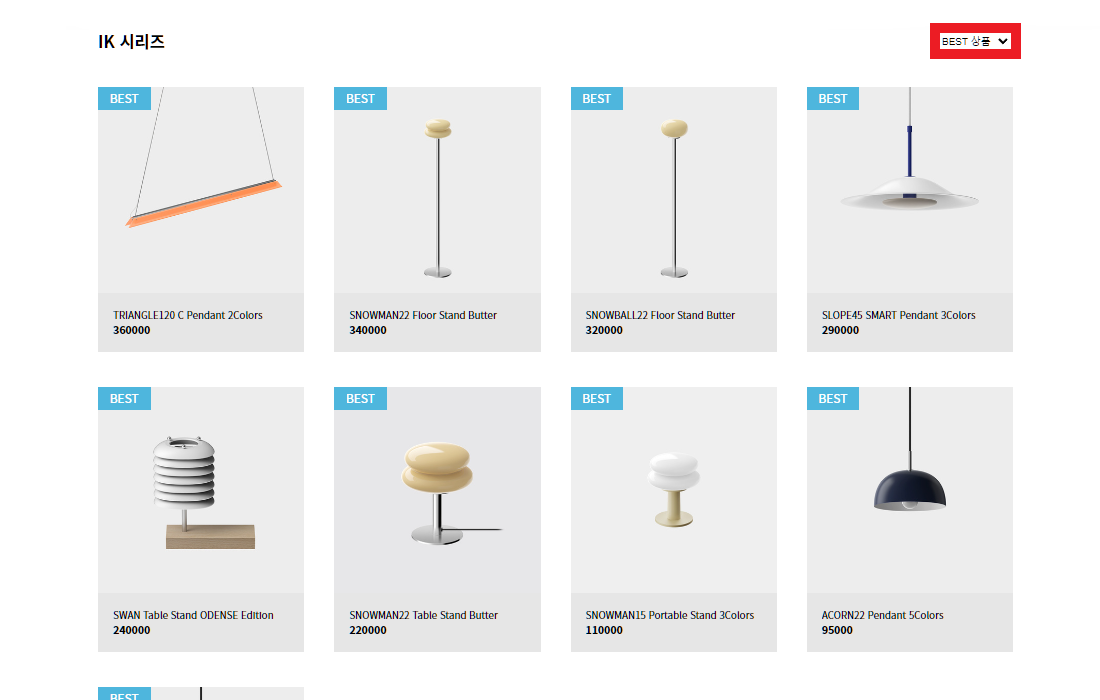 IK 시리즈
BEST 상품
BEST
BEST
BEST
BEST
TRIANGLE120 C Pendant 2Colors
360000
SNOWMAN22 Floor Stand Butter
340000
SNOWBALL22 Floor Stand Butter
320000
SLOPE45 SMART Pendant 3Colors
290000
BEST
BEST
BEST
BEST
SWAN Table Stand ODENSE Edition
240000
SNOWMAN22 Table Stand Butter
220000
SNOWMAN15 Portable Stand 3Colors
110000
ACORN22 Pendant 5Colors
95000
BEST